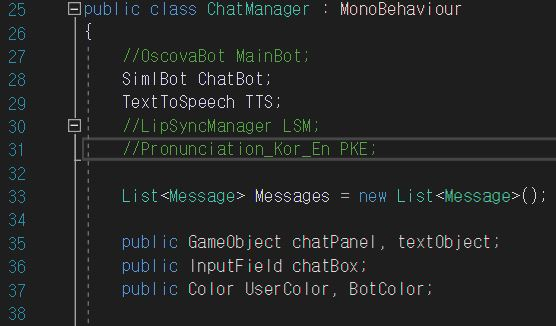 25 public class ChatManager : MonoBehaviour
26 {
27 //OscovaBot MainBot;
28 SimlBot ChatBot;
29 TextToSpeech TTS;
30 //LipSyncManager LSM;
31 //Pronunciation_Kor_En PKE;
32
33 List<Message> Messages = new List<Message>();
34
35 public GameObject chatPanel, textObject;
36 public InputField chatBox;
37 public Color UserColor, BotColor;
38